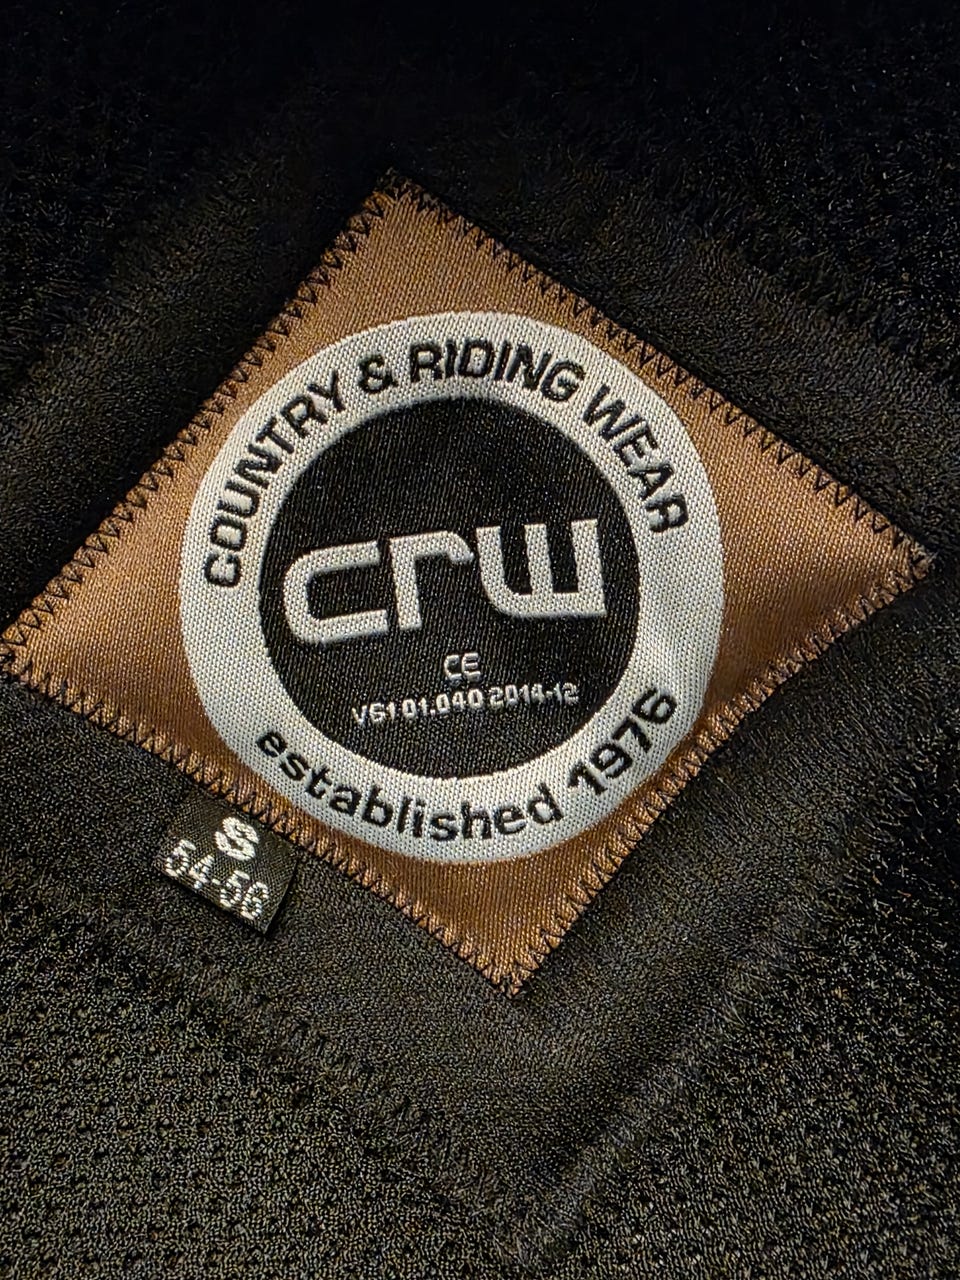 COUNTRY & RIDING WEAR
crw
CE
VG1 01.040 2014-12
established 1976
S
54-56